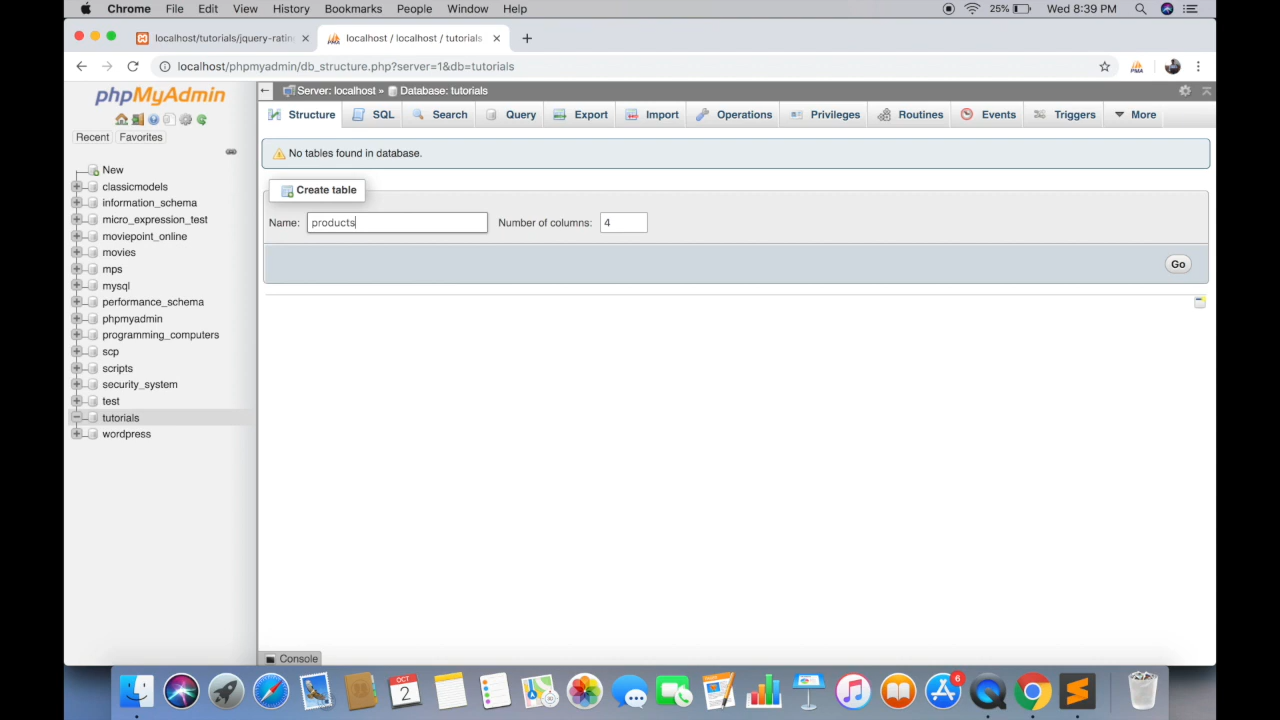 Chrome File Edit View History Bookmarks People Window Help 25% Wed 8:39 PM
localhost/tutorials/jquery-ratin localhost / localhost / tutorials
localhost/phpmyadmin/db_structure.php?server=1&db=tutorials PMA
phpMyAdmin
Recent Favorites
New
classicmodels
information_schema
micro_expression_test
moviepoint_online
movies
mps
mysql
performance_schema
phpmyadmin
programming_computers
scp
scripts
security_system
test
tutorials
wordpress
Server: localhost » Database: tutorials
Structure SQL Search Query Export Import Operations Privileges Routines Events Triggers More
No tables found in database.
Create table
Name: products Number of columns: 4
Go
Console
OCT
2
6